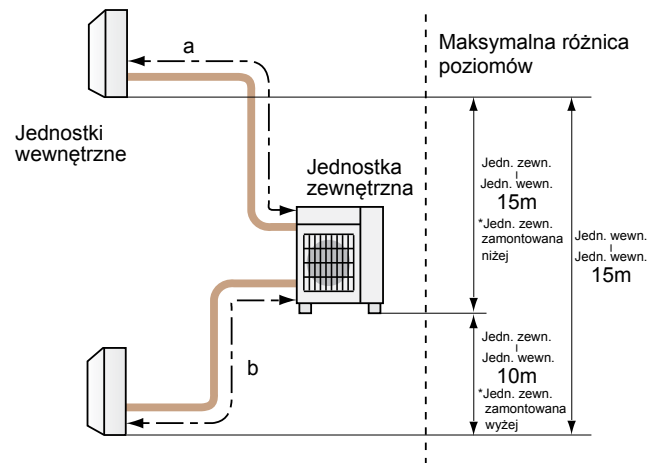 a
Maksymalna różnica
poziomów
Jednostki
wewnętrzne
Jednostka
zewnętrzna
Jedn. zewn.
Jedn. wewn.
15m
*Jedn. zewn.
zamontowana
niżej
Jedn. wewn.
Jedn. wewn.
15m
b
Jedn. zewn.
Jedn. wewn.
10m
*Jedn. zewn.
zamontowana
wyżej